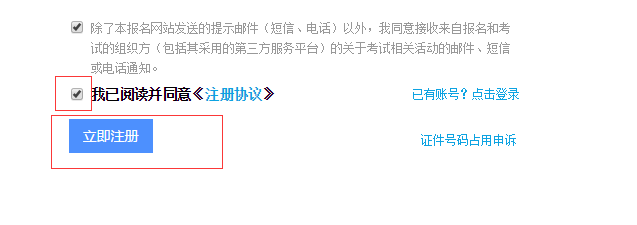 除了本报名网站发送的提示邮件（短信、电话）以外，我同意接收来自报名和考
试的组织方（包括其采用的第三方服务平台）的关于考试相关活动的邮件、短信
或电话通知。
我已阅读并同意《注册协议》 已有账号？点击登录
立即注册 证件号码占用申诉